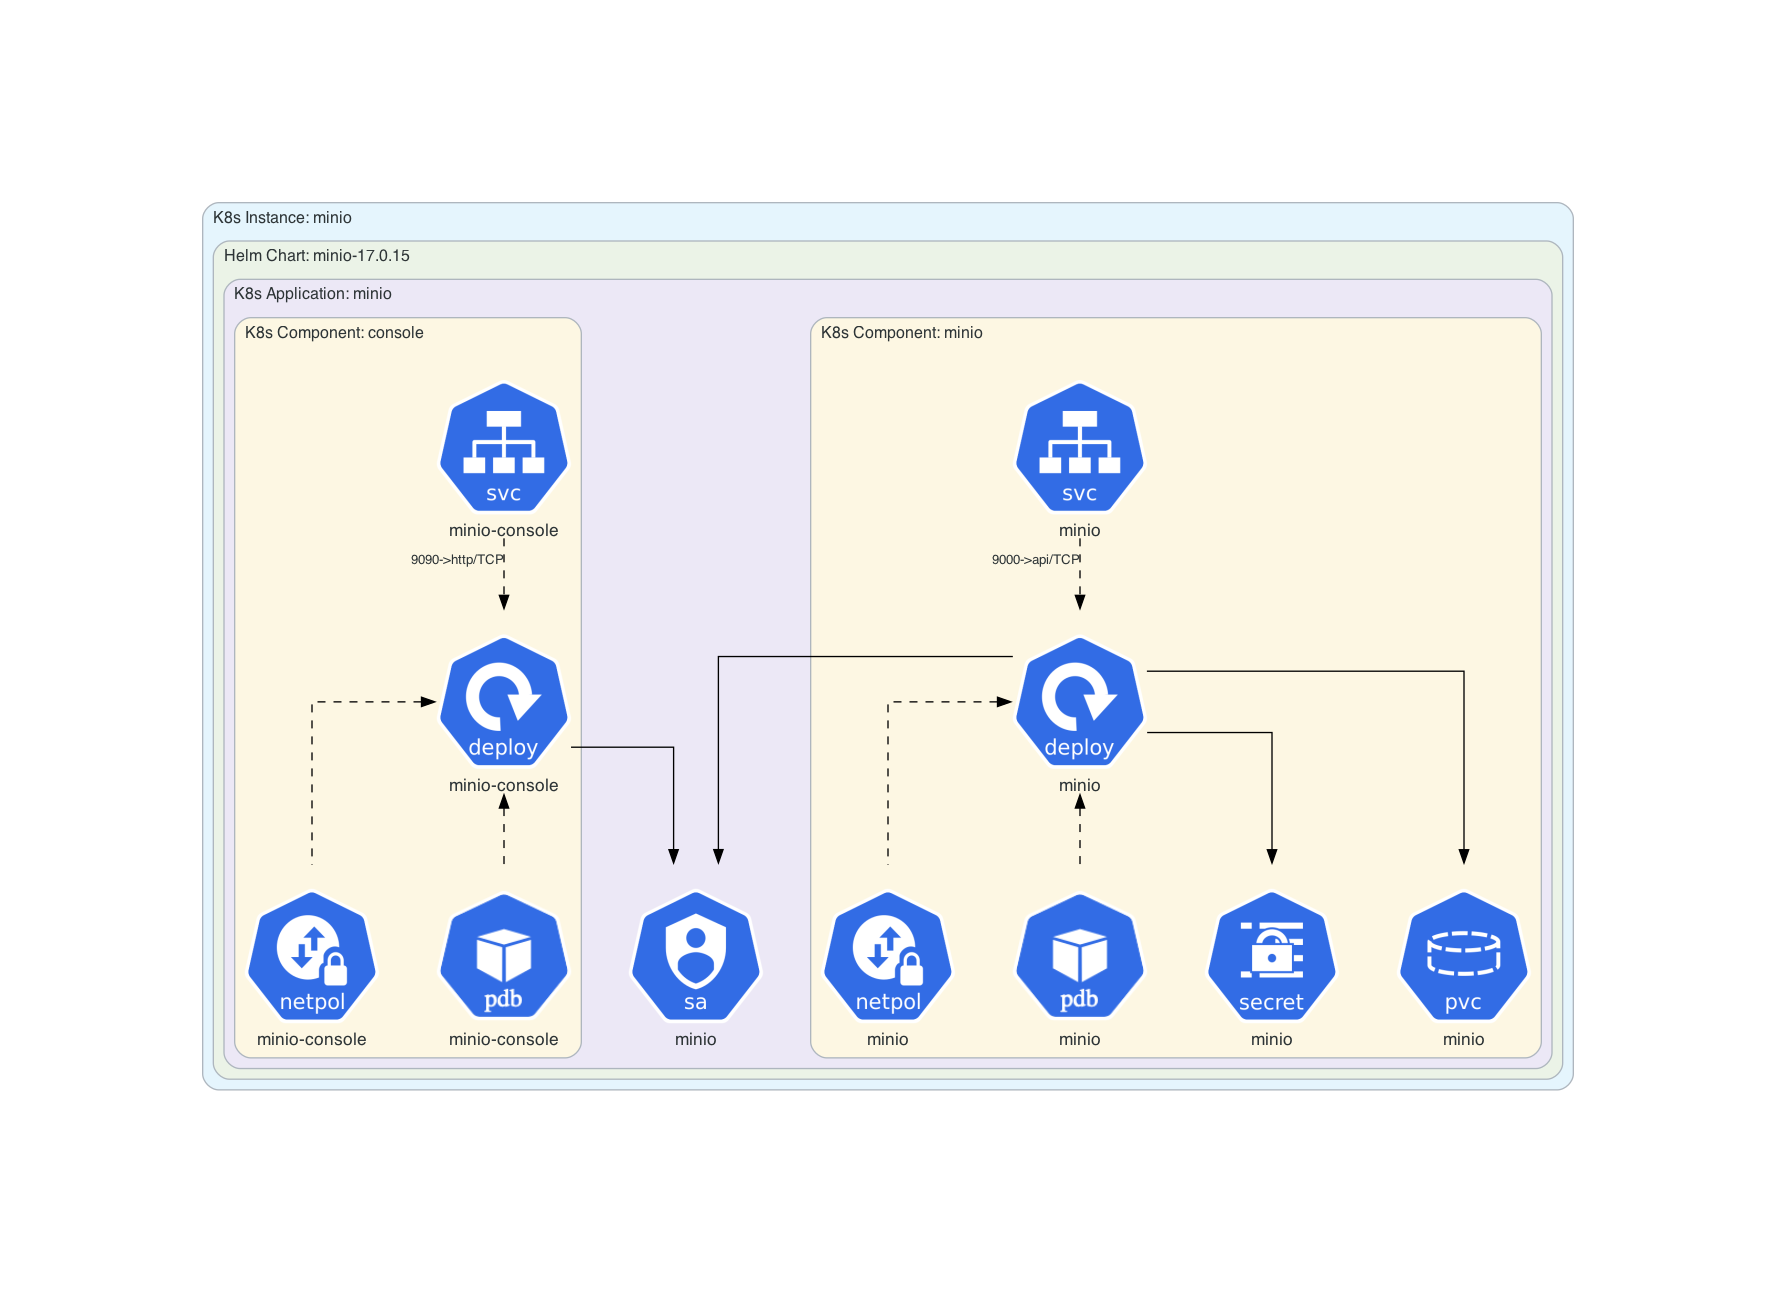 K8s Instance: minio
Helm Chart: minio-17.0.15
K8s Application: minio
K8s Component: console
K8s Component: minio
svc
minio-console
svc
minio
9090->http/TCP
9000->api/TCP
deploy
minio-console
deploy
minio
netpol
minio-console
pdb
minio-console
sa
minio
netpol
minio
pdb
minio
secret
minio
pvc
minio